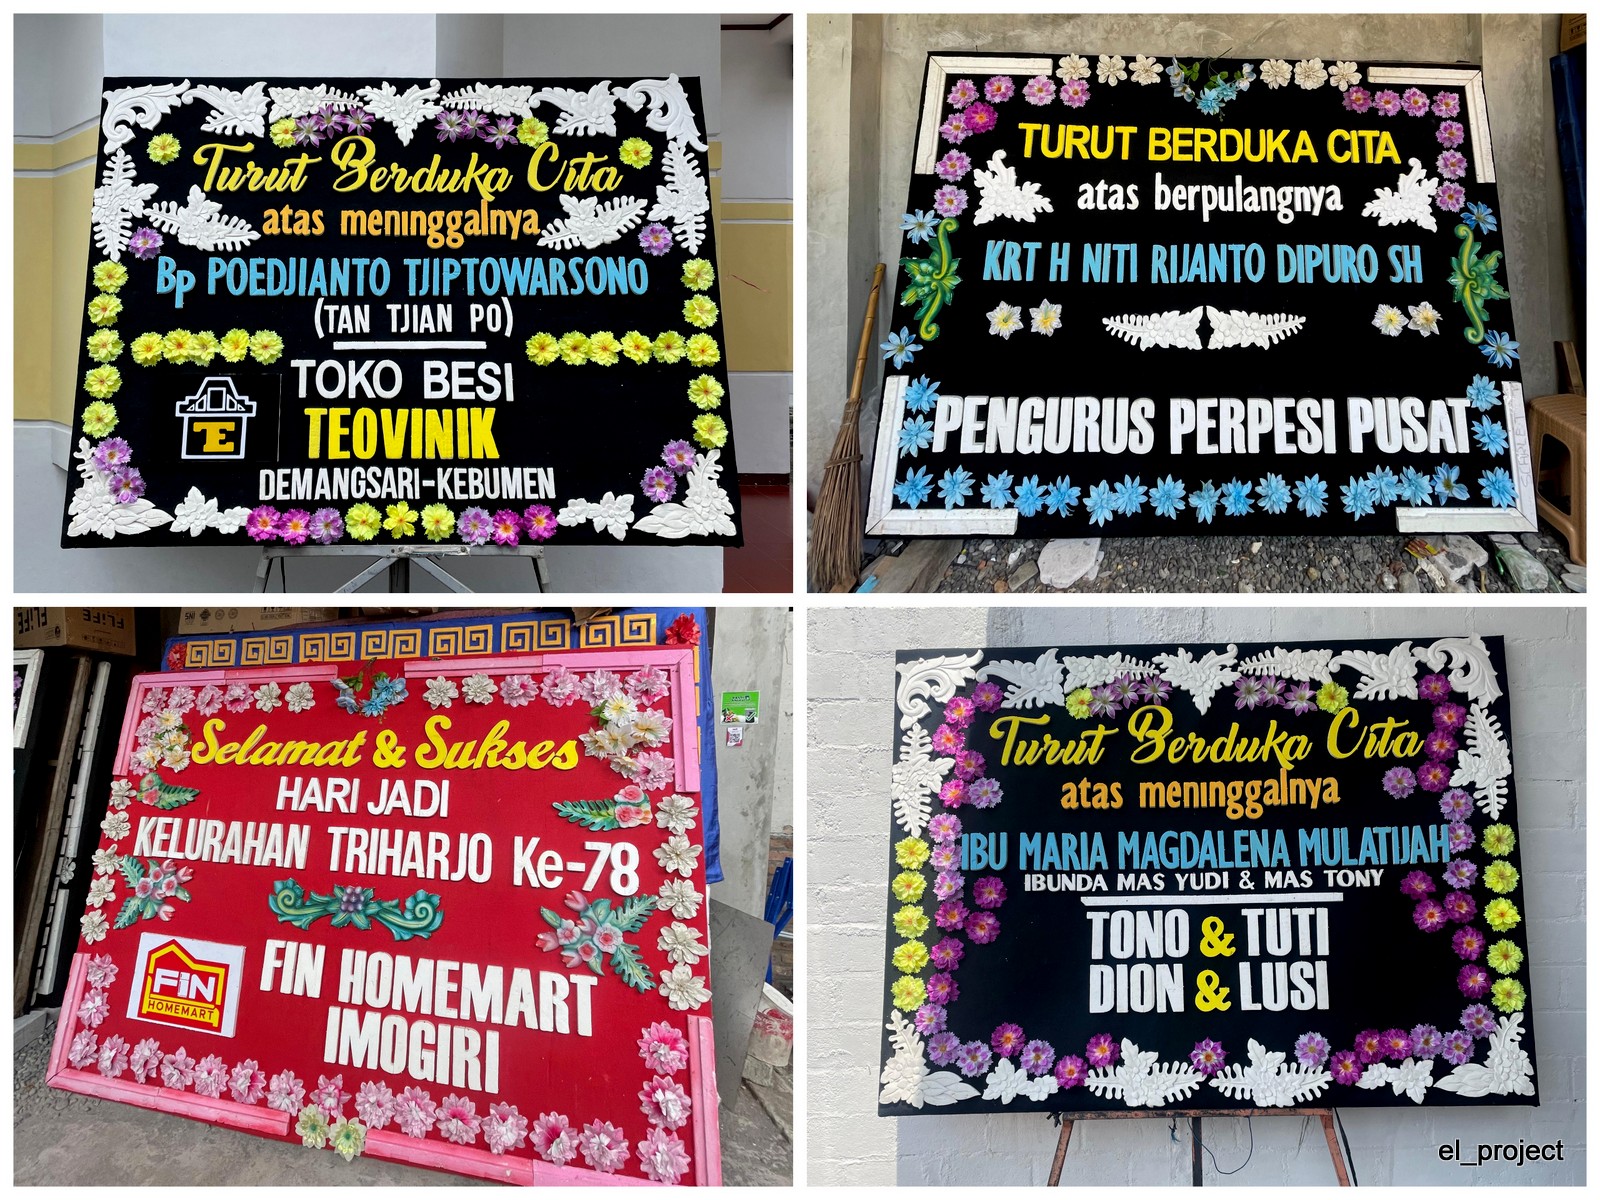 Turut Berduka Cita
atas meninggalnya
Bp POEDJIANTO TJIPTOWARSONO
(TAN TJIAN PO)
TOKO BESI
TEOVINIK
DEMANGSARI-KEBUMEN
TE
TURUT BERDUKA CITA
atas berpulangnya
KRT H NITI RIJANTO DIPURO SH
PENGURUS PERPESI PUSAT
FLiFE
FLiFE
Selamat & Sukses
HARI JADI
KELURAHAN TRIHARJO Ke-78
FIN HOMEMART
IMOGIRI
FiN
HOMEMART
Turut Berduka Cita
atas meninggalnya
IBU MARIA MAGDALENA MULATIJAH
IBUNDA MAS YUDI & MAS TONY
TONO & TUTI
DION & LUSI
el_project